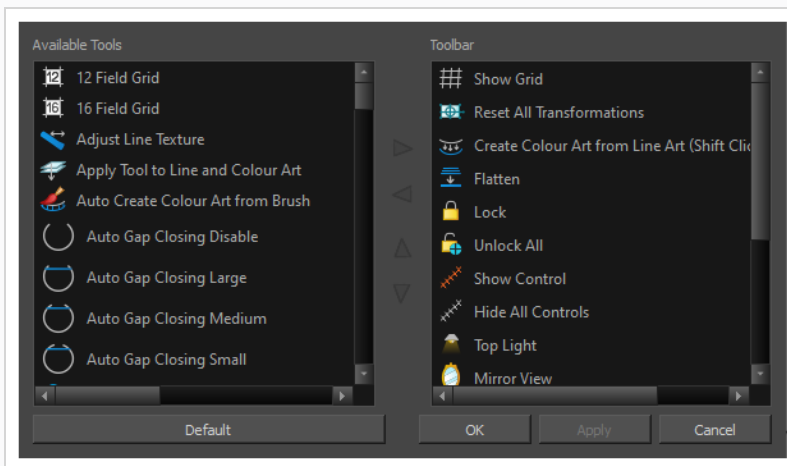 Available Tools
12 Field Grid
16 Field Grid
Adjust Line Texture
Apply Tool to Line and Colour Art
Auto Create Colour Art from Brush
Auto Gap Closing Disable
Auto Gap Closing Large
Auto Gap Closing Medium
Auto Gap Closing Small
Default
Toolbar
Show Grid
Reset All Transformations
Create Colour Art from Line Art (Shift Clic
Flatten
Lock
Unlock All
Show Control
Hide All Controls
Top Light
Mirror View
OK
Apply
Cancel